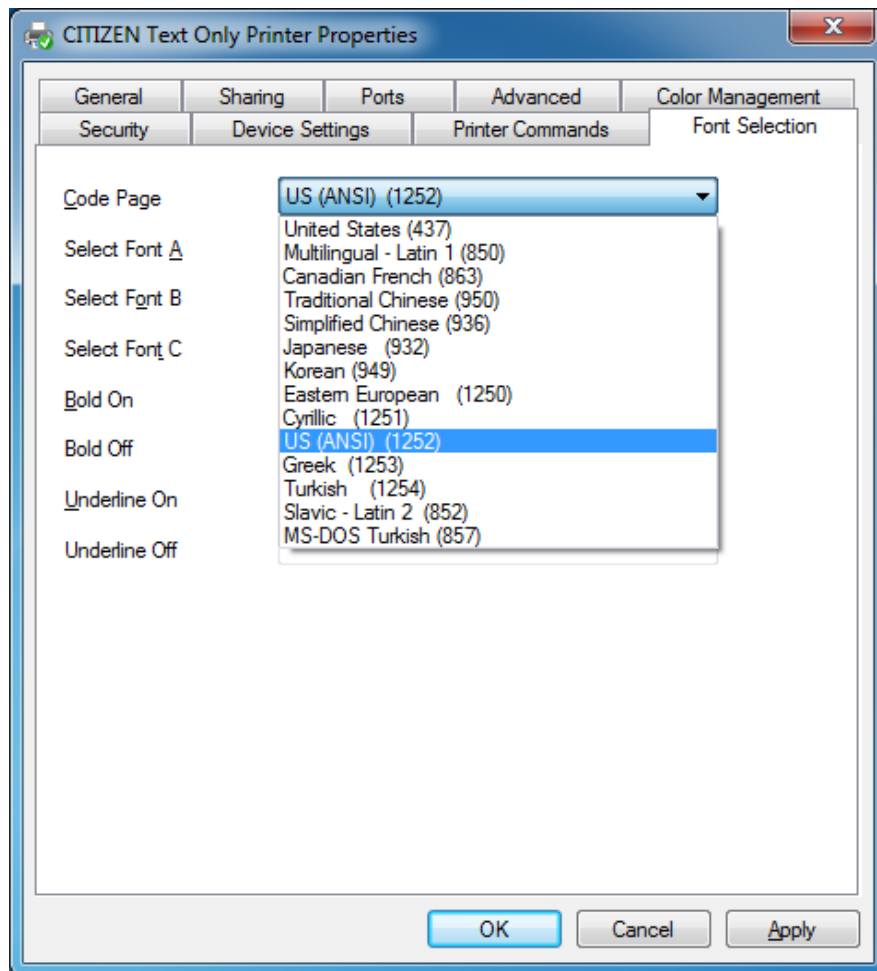 CITIZEN Text Only Printer Properties
General Sharing Ports Advanced Color Management
Security Device Settings Printer Commands Font Selection
Code Page US (ANSI) (1252)
United States (437)
Multilingual - Latin 1 (850)
Select Font A
Canadian French (863)
Traditional Chinese (950)
Select Font B
Simplified Chinese (936)
Japanese (932)
Select Font C
Korean (949)
Eastern European (1250)
Bold On
Cyrillic (1251)
US (ANSI) (1252)
Bold Off
Greek (1253)
Turkish (1254)
Underline On
Slavic - Latin 2 (852)
MS-DOS Turkish (857)
Underline Off
OK Cancel Apply